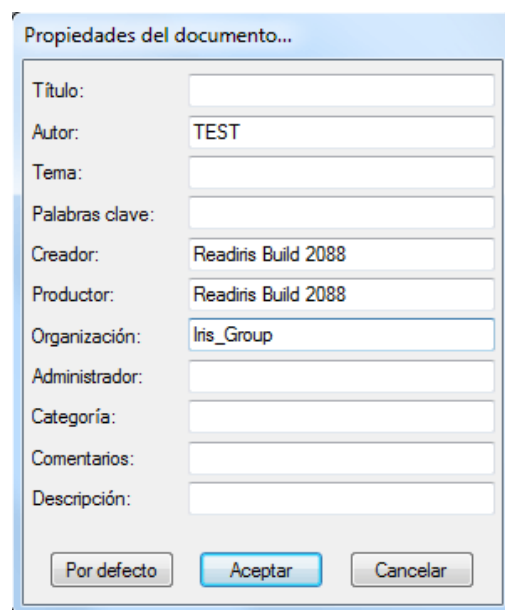 Propiedades del documento...
Título:
Autor: TEST
Tema:
Palabras clave:
Creador: Readiris Build 2088
Productor: Readiris Build 2088
Organización: Iris_Group
Administrador:
Categoría:
Comentarios:
Descripción:
Por defecto Aceptar Cancelar